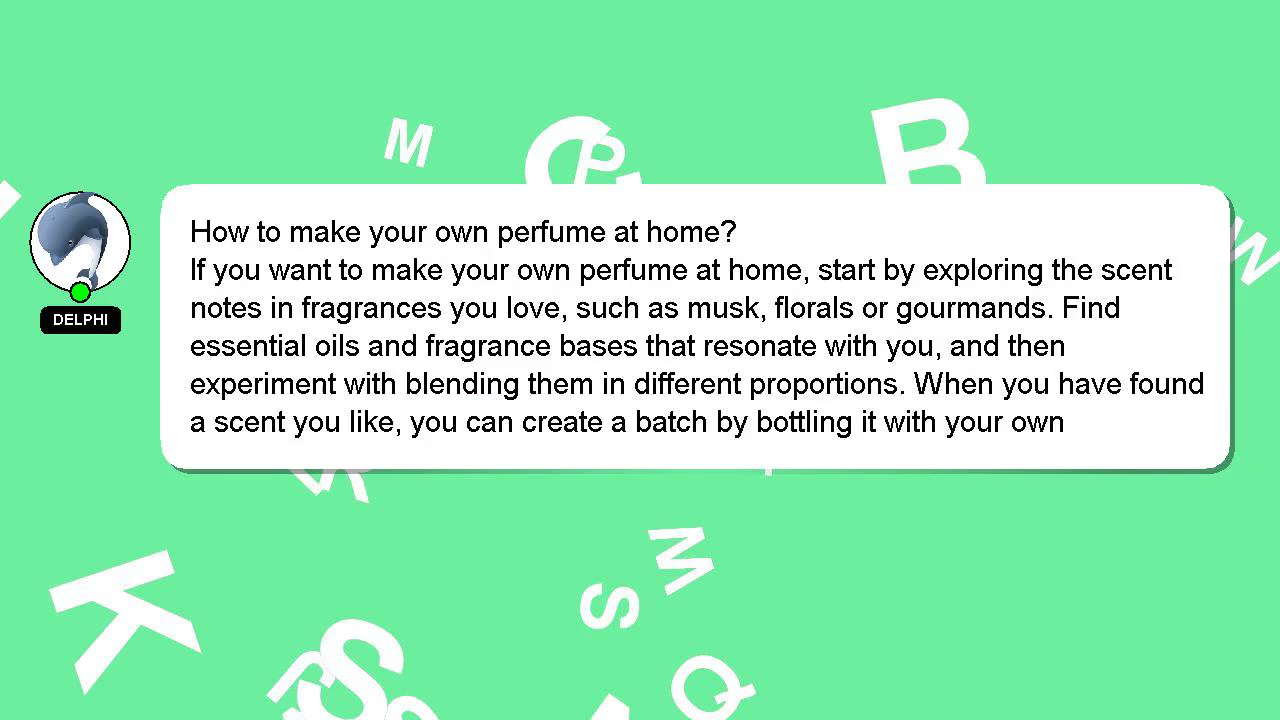 M
C
P
B
W
DELPHI
How to make your own perfume at home?
If you want to make your own perfume at home, start by exploring the scent
notes in fragrances you love, such as musk, florals or gourmands. Find
essential oils and fragrance bases that resonate with you, and then
experiment with blending them in different proportions. When you have found
a scent you like, you can create a batch by bottling it with your own
M
S
K
S
Q